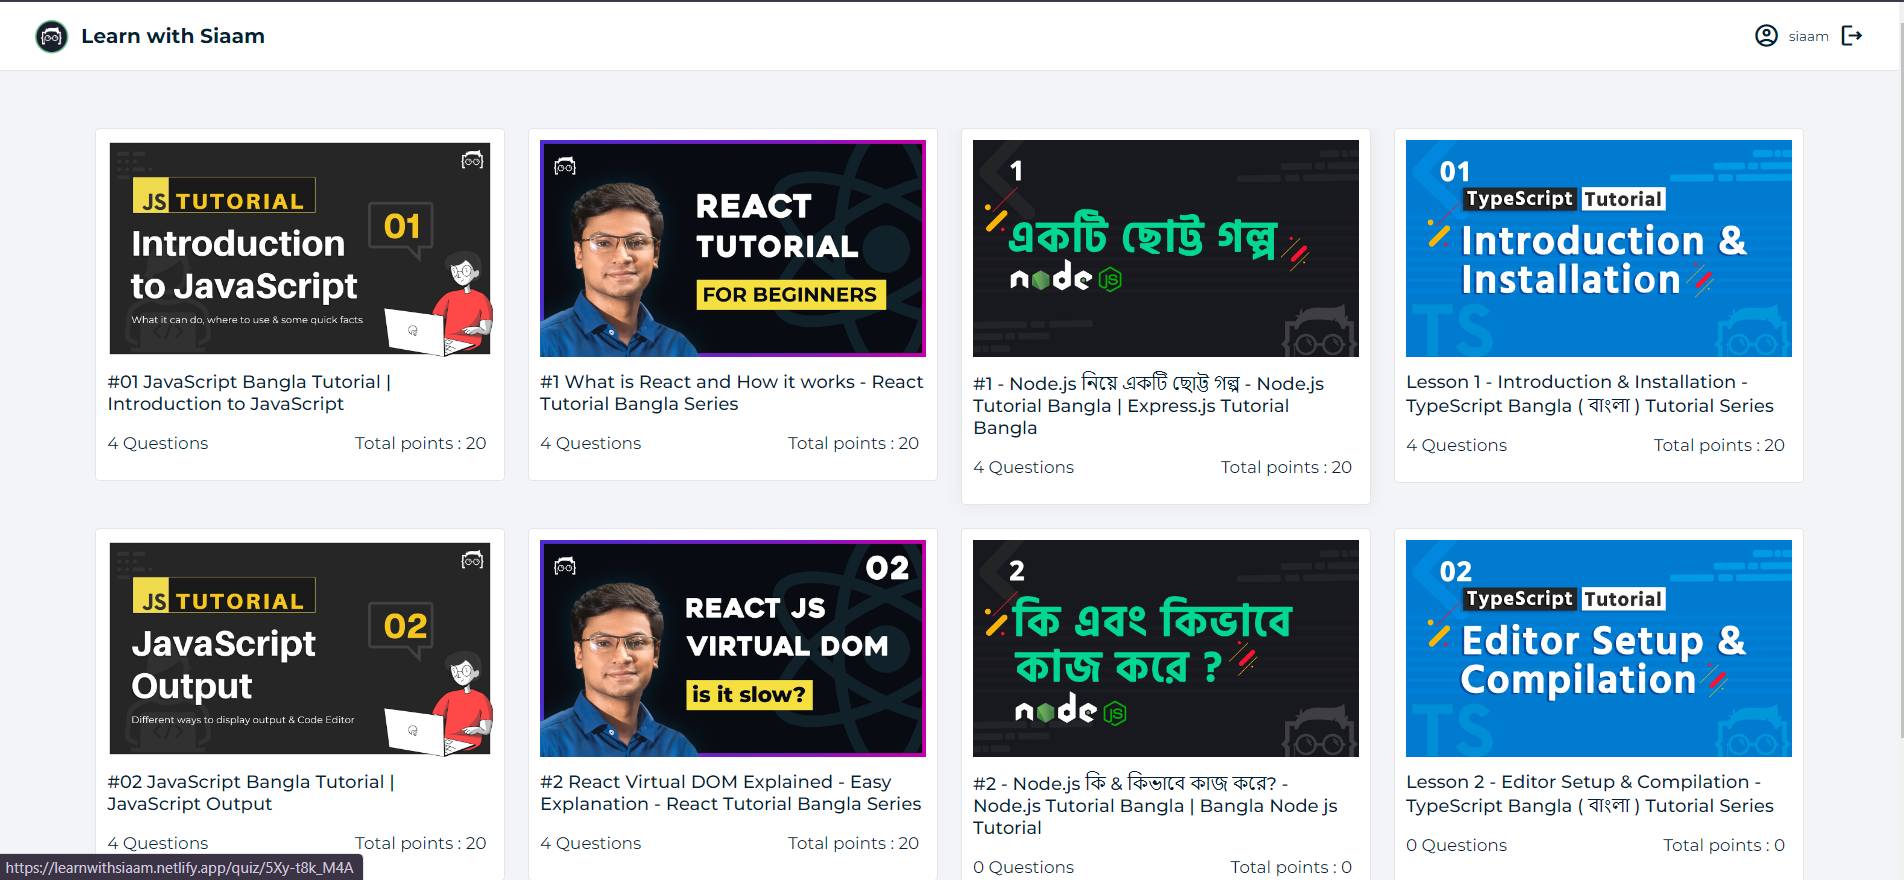 Learn with Siaam
siaam
JS TUTORIAL
01
Introduction
to JavaScript
What it can do, where to use & some quick facts
#01 JavaScript Bangla Tutorial |
Introduction to JavaScript
4 Questions Total points : 20
REACT
TUTORIAL
FOR BEGINNERS
#1 What is React and How it works - React
Tutorial Bangla Series
4 Questions Total points : 20
1
একটি ছোট্ট গল্প
node JS
#1 - Node.js নিয়ে একটি ছোট্ট গল্প - Node.js
Tutorial Bangla | Express.js Tutorial
Bangla
4 Questions Total points : 20
01
TypeScript Tutorial
Introduction &
Installation
TS
Lesson 1 - Introduction & Installation -
TypeScript Bangla ( বাংলা ) Tutorial Series
4 Questions Total points : 20
JS TUTORIAL
02
JavaScript
Output
Different ways to display output & Code Editor
#02 JavaScript Bangla Tutorial |
JavaScript Output
4 Questions Total points : 20
02
REACT JS
VIRTUAL DOM
is it slow?
#2 React Virtual DOM Explained - Easy
Explanation - React Tutorial Bangla Series
4 Questions Total points : 20
2
কি এবং কিভাবে
কাজ করে ?
node JS
#2 - Node.js কি & কিভাবে কাজ করে? -
Node.js Tutorial Bangla | Bangla Node js
Tutorial
0 Questions Total points : 0
02
TypeScript Tutorial
Editor Setup &
Compilation
TS
Lesson 2 - Editor Setup & Compilation -
TypeScript Bangla ( বাংলা ) Tutorial Series
0 Questions Total points : 0
https://learnwithsiaam.netlify.app/quiz/5Xy-t8k_M4A